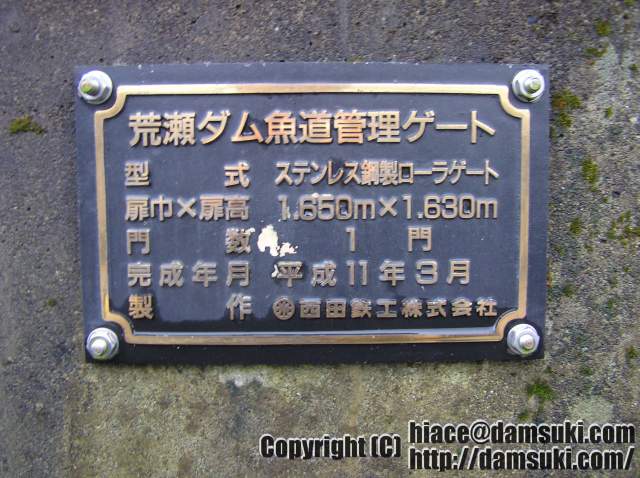 荒瀬ダム魚道管理ゲート
型 式 ステンレス鋼製ローラゲート
扉巾×扉高 1.650m×1.630m
門 数 1 門
完成年月 平成11年3月
製 作 西田鉄工株式会社
Copyright (C) hiace@damsuki.com
http://damsuki.com/